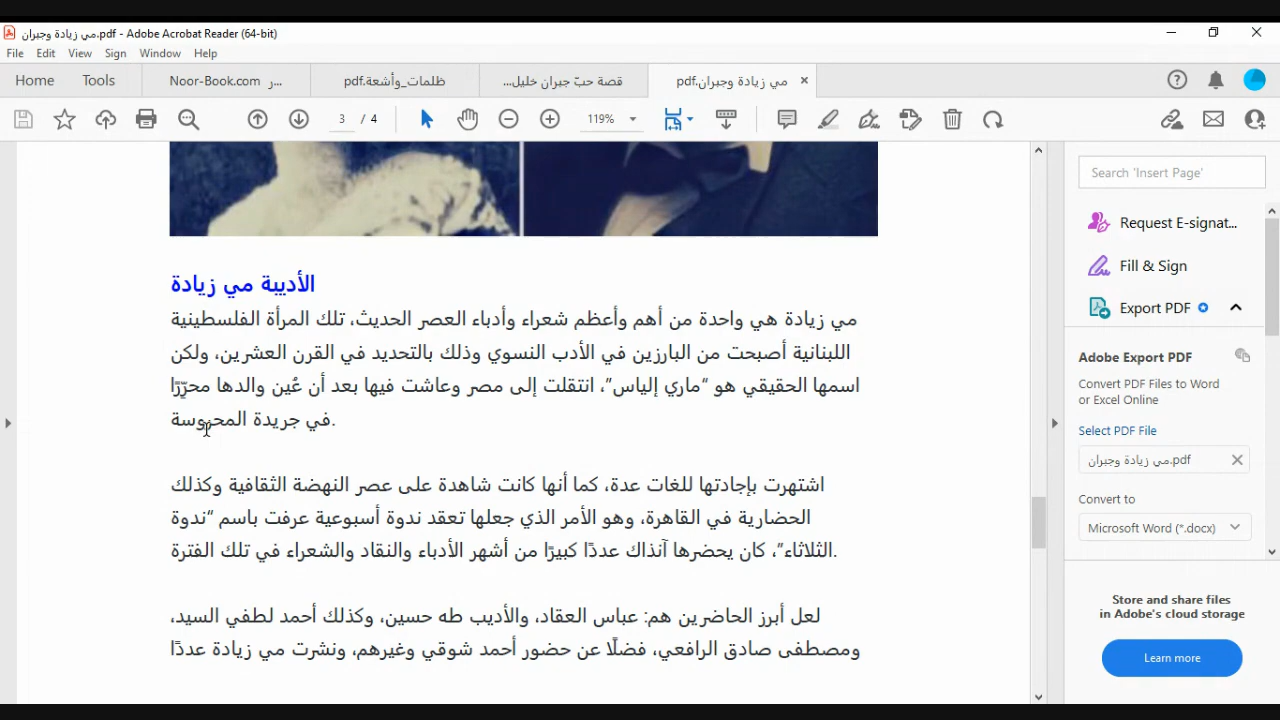 مي زيادة وجبران.pdf - Adobe Acrobat Reader (64-bit)
File Edit View Sign Window Help
Home Tools Noor-Book.com ر... ظلمات_وأشعة.pdf قصة حبّ جبران خليل... مي زيادة وجبران.pdf ×
3 / 4 119%
Search 'Insert Page'
Request E-signat...
Fill & Sign
Export PDF
Adobe Export PDF
Convert PDF Files to Word
or Excel Online
Select PDF File
مي زيادة وجبران.pdf
Convert to
Microsoft Word (*.docx)
Store and share files
in Adobe's cloud storage
Learn more
الأديبة مي زيادة
مي زيادة هي واحدة من أهم وأعظم شعراء وأدباء العصر الحديث، تلك المرأة الفلسطينية
اللبنانية أصبحت من البارزين في الأدب النسوي وذلك بالتحديد في القرن العشرين، ولكن
اسمها الحقيقي هو “ماري إلياس”، انتقلت إلى مصر وعاشت فيها بعد أن عُين والدها محرّرًا
في جريدة المحروسة.
اشتهرت بإجادتها للغات عدة، كما أنها كانت شاهدة على عصر النهضة الثقافية وكذلك
الحضارية في القاهرة، وهو الأمر الذي جعلها تعقد ندوة أسبوعية عرفت باسم “ندوة
الثلاثاء”، كان يحضرها آنذاك عددًا كبيرًا من أشهر الأدباء والنقاد والشعراء في تلك الفترة.
لعل أبرز الحاضرين هم: عباس العقاد، والأديب طه حسين، وكذلك أحمد لطفي السيد،
ومصطفى صادق الرافعي، فضلًا عن حضور أحمد شوقي وغيرهم، ونشرت مي زيادة عددًا